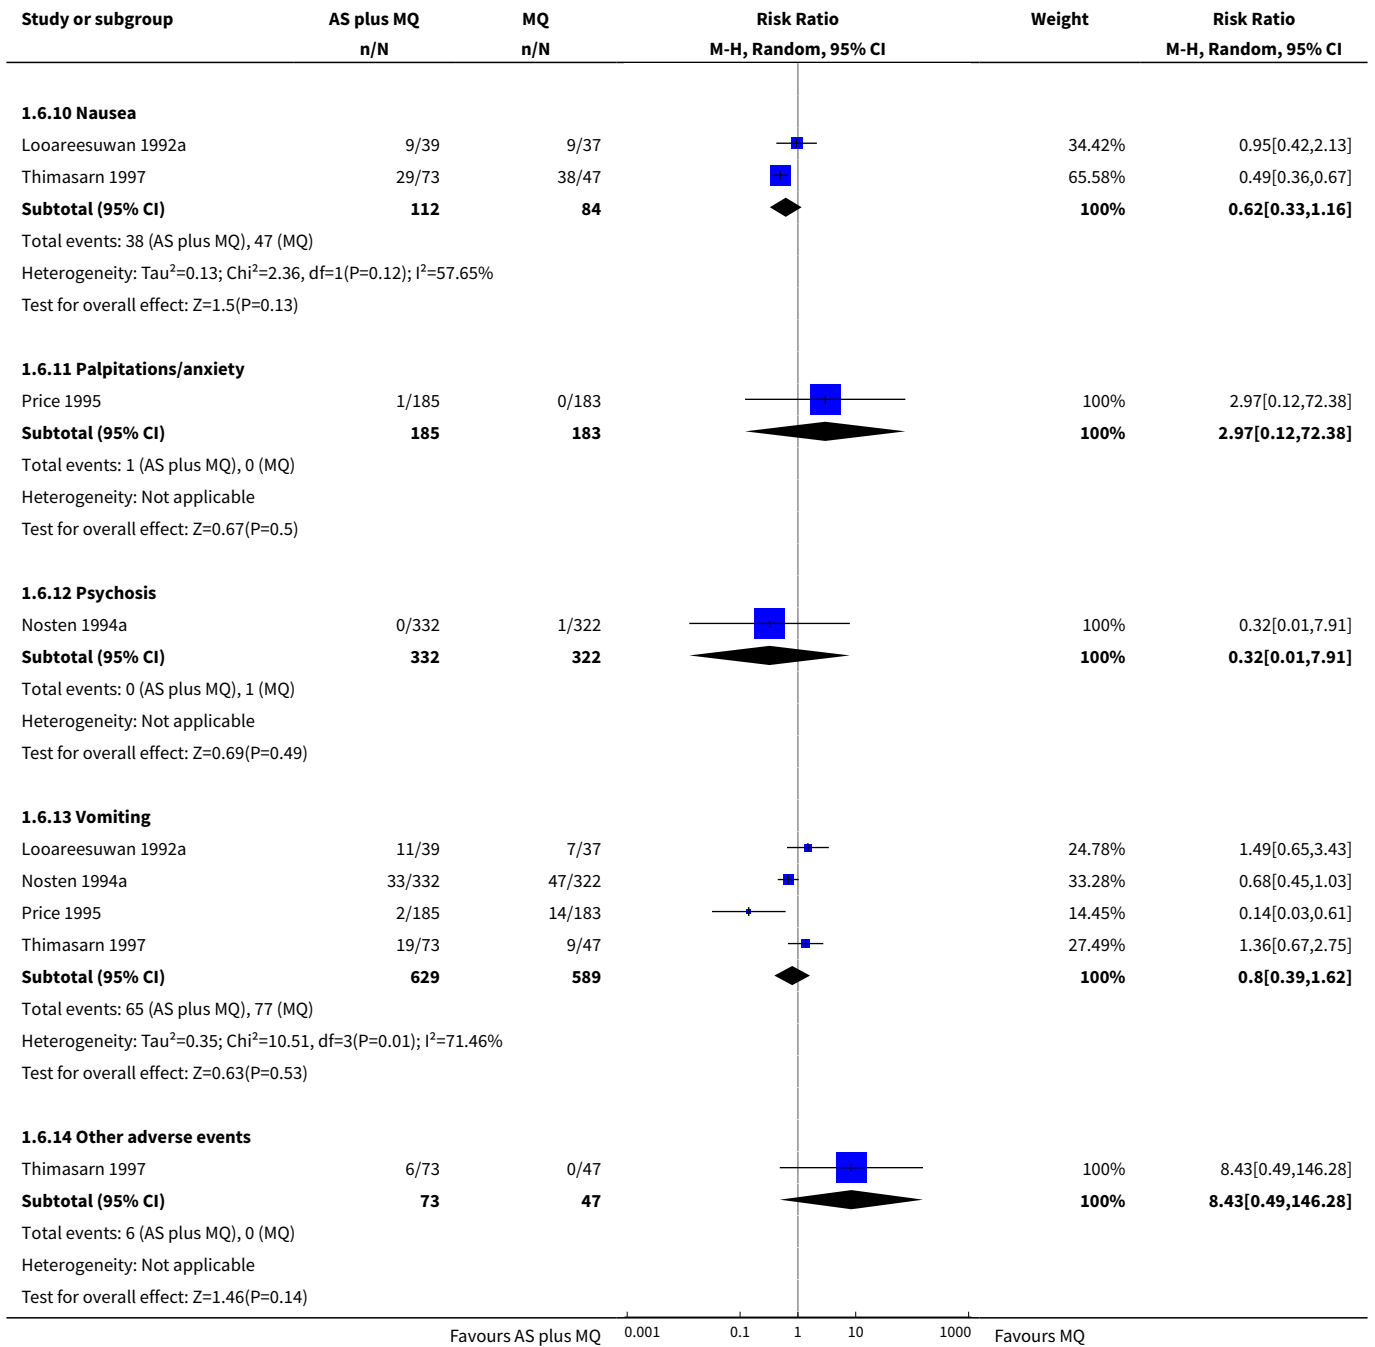 Study or subgroup AS plus MQ MQ Risk Ratio Weight Risk Ratio
n/N n/N M-H, Random, 95% CI M-H, Random, 95% CI
1.6.10 Nausea
Looareesuwan 1992a 9/39 9/37 34.42% 0.95[0.42,2.13]
Thimasarn 1997 29/73 38/47 65.58% 0.49[0.36,0.67]
Subtotal (95% CI) 112 84 100% 0.62[0.33,1.16]
Total events: 38 (AS plus MQ), 47 (MQ)
Heterogeneity: Tau²=0.13; Chi²=2.36, df=1(P=0.12); I²=57.65%
Test for overall effect: Z=1.5(P=0.13)
1.6.11 Palpitations/anxiety
Price 1995 1/185 0/183 100% 2.97[0.12,72.38]
Subtotal (95% CI) 185 183 100% 2.97[0.12,72.38]
Total events: 1 (AS plus MQ), 0 (MQ)
Heterogeneity: Not applicable
Test for overall effect: Z=0.67(P=0.5)
1.6.12 Psychosis
Nosten 1994a 0/332 1/322 100% 0.32[0.01,7.91]
Subtotal (95% CI) 332 322 100% 0.32[0.01,7.91]
Total events: 0 (AS plus MQ), 1 (MQ)
Heterogeneity: Not applicable
Test for overall effect: Z=0.69(P=0.49)
1.6.13 Vomiting
Looareesuwan 1992a 11/39 7/37 24.78% 1.49[0.65,3.43]
Nosten 1994a 33/332 47/322 33.28% 0.68[0.45,1.03]
Price 1995 2/185 14/183 14.45% 0.14[0.03,0.61]
Thimasarn 1997 19/73 9/47 27.49% 1.36[0.67,2.75]
Subtotal (95% CI) 629 589 100% 0.8[0.39,1.62]
Total events: 65 (AS plus MQ), 77 (MQ)
Heterogeneity: Tau²=0.35; Chi²=10.51, df=3(P=0.01); I²=71.46%
Test for overall effect: Z=0.63(P=0.53)
1.6.14 Other adverse events
Thimasarn 1997 6/73 0/47 100% 8.43[0.49,146.28]
Subtotal (95% CI) 73 47 100% 8.43[0.49,146.28]
Total events: 6 (AS plus MQ), 0 (MQ)
Heterogeneity: Not applicable
Test for overall effect: Z=1.46(P=0.14)
Favours AS plus MQ 0.001 0.1 1 10 1000 Favours MQ